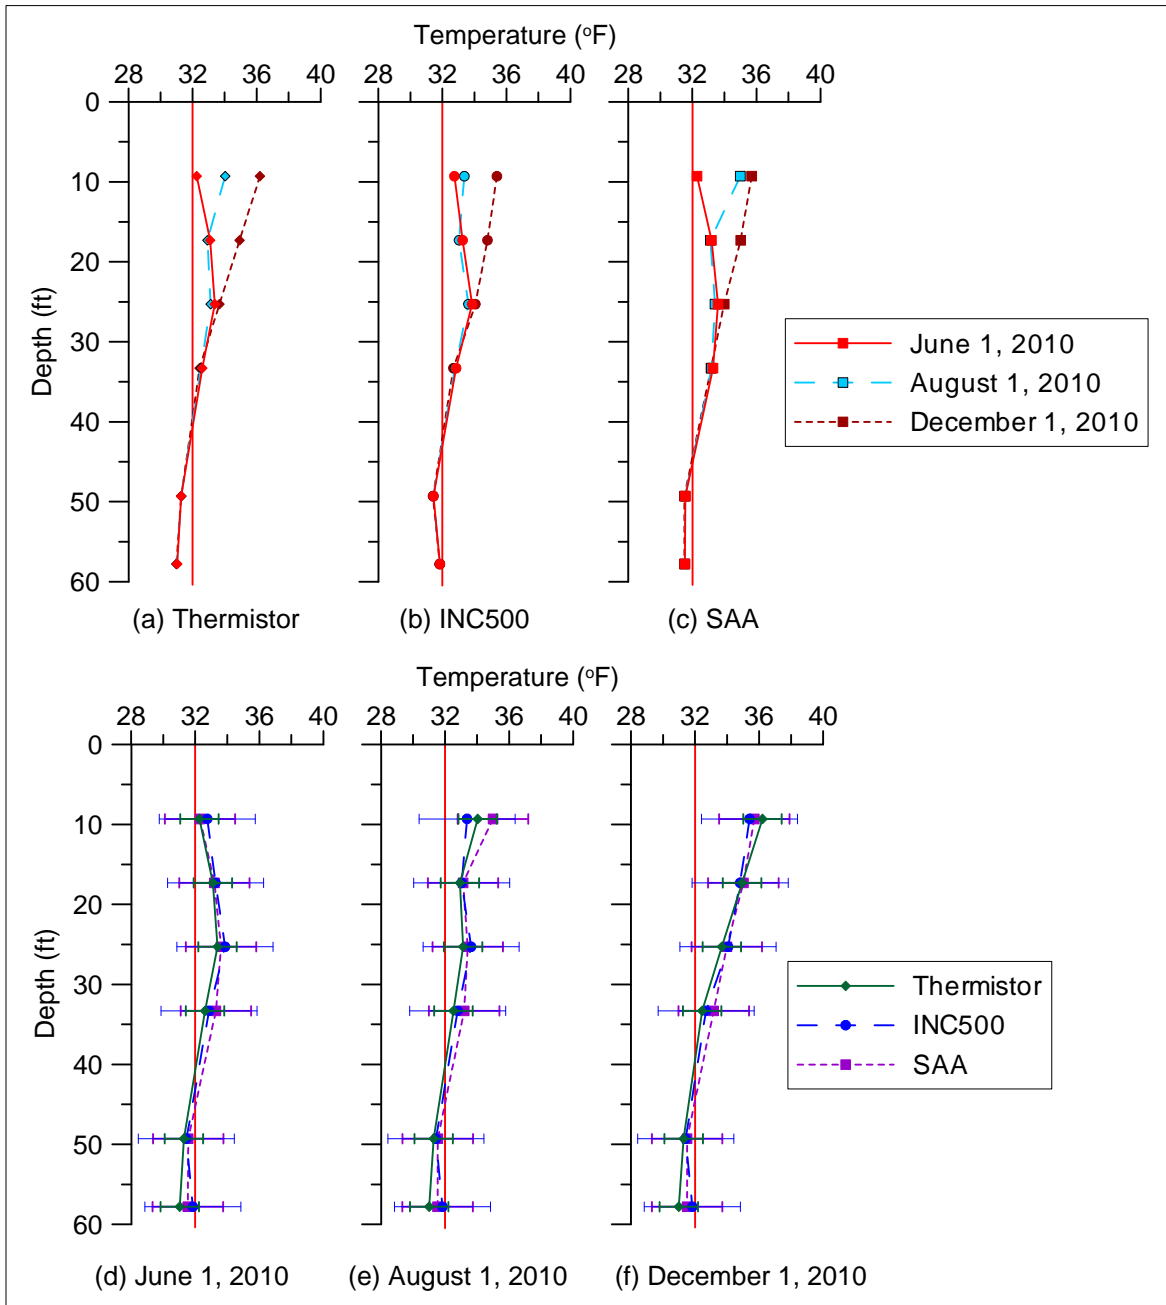 Temperature (oF)
28 32 36 40 28 32 36 40 28 32 36 40
0
10
20
30
40
50
60
Depth (ft)
June 1, 2010
August 1, 2010
December 1, 2010
(a) Thermistor (b) INC500 (c) SAA
Temperature (oF)
28 32 36 40 28 32 36 40 28 32 36 40
0
10
20
30
40
50
60
Depth (ft)
Thermistor
INC500
SAA
(d) June 1, 2010 (e) August 1, 2010 (f) December 1, 2010